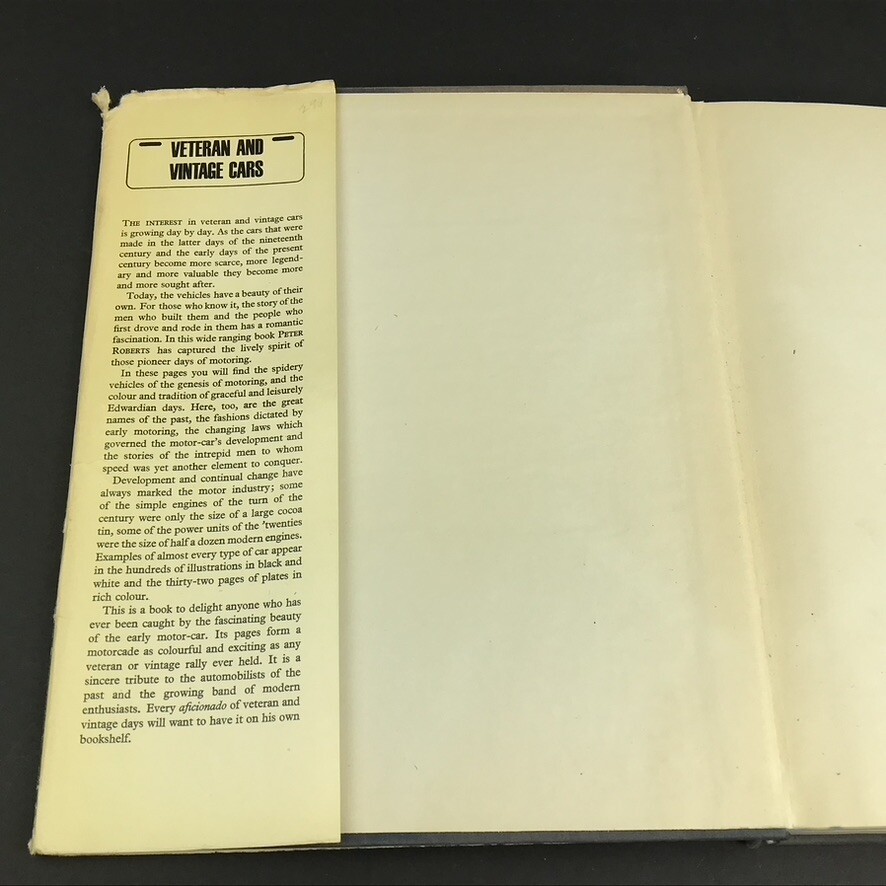 VETERAN AND
VINTAGE CARS
THE INTEREST in veteran and vintage cars
is growing day by day. As the cars that were
made in the latter days of the nineteenth
century and the early days of the present
century become more scarce, more legend-
ary and more valuable they become more
and more sought after.
Today, the vehicles have a beauty of their
own. For those who know it, the story of the
men who built them and the people who
first drove and rode in them has a romantic
fascination. In this wide ranging book PETER
ROBERTS has captured the lively spirit of
those pioneer days of motoring.
In these pages you will find the spidery
vehicles of the genesis of motoring, and the
colour and tradition of graceful and leisurely
Edwardian days. Here, too, are the great
names of the past, the fashions dictated by
early motoring, the changing laws which
governed the motor-car's development and
the stories of the intrepid men to whom
speed was yet another element to conquer.
Development and continual change have
always marked the motor industry; some
of the simple engines of the turn of the
century were only the size of a large cocoa
tin, some of the power units of the 'twenties
were the size of half a dozen modern engines.
Examples of almost every type of car appear
in the hundreds of illustrations in black and
white and the thirty-two pages of plates in
rich colour.
This is a book to delight anyone who has
ever been caught by the fascinating beauty
of the early motor-car. Its pages form a
motorcade as colourful and exciting as any
veteran or vintage rally ever held. It is a
sincere tribute to the automobilists of the
past and the growing band of modern
enthusiasts. Every aficionado of veteran and
vintage days will want to have it on his own
bookshelf.